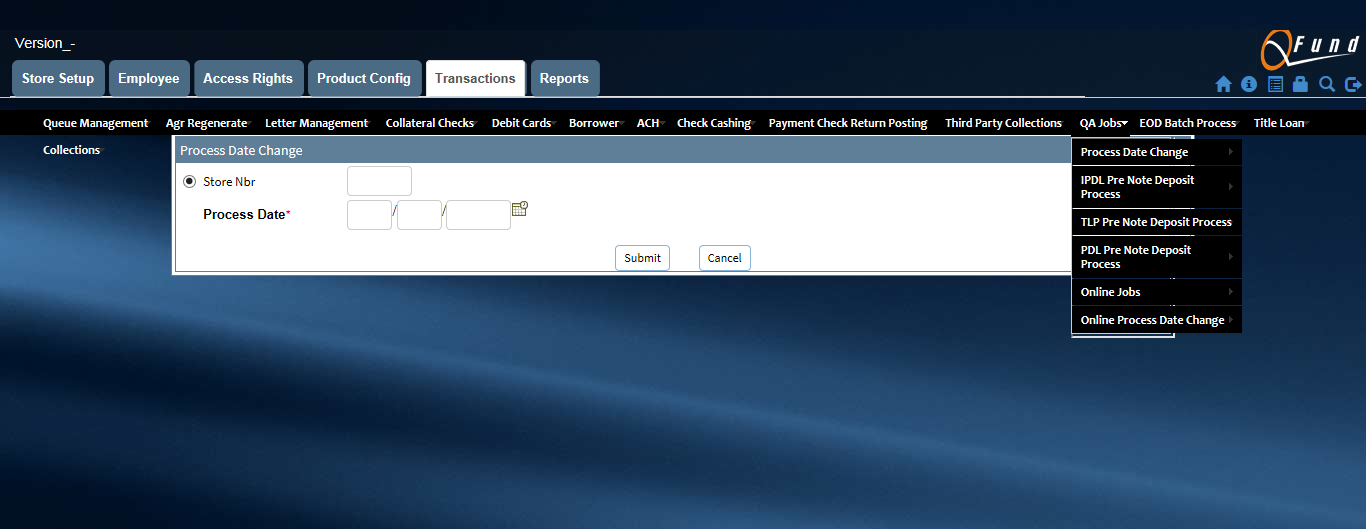 Version_-
Fund
Store Setup Employee Access Rights Product Config Transactions Reports
Queue Management Agr Regenerate Letter Management Collateral Checks Debit Cards Borrower ACH Check Cashing Payment Check Return Posting Third Party Collections QA Jobs EOD Batch Process Title Loan
Collections
Process Date Change
Store Nbr
Process Date*
/ /
Submit Cancel
Process Date Change
IPDL Pre Note Deposit
Process
TLP Pre Note Deposit Process
PDL Pre Note Deposit
Process
Online Jobs
Online Process Date Change